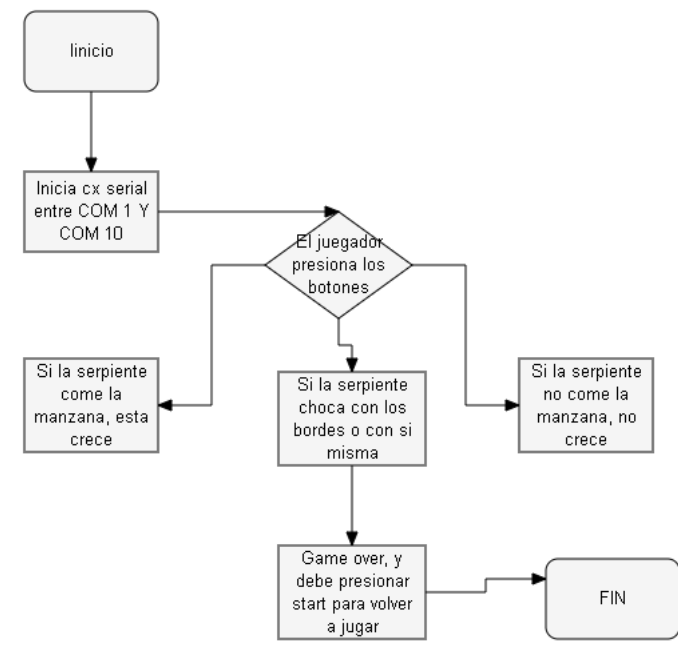 Iinicio
Inicia cx serial
entre COM 1 Y
COM 10
El juegador
presiona los
botones
Si la serpiente
come la
manzana, esta
crece
Si la serpiente
choca con los
bordes o con si
misma
Si la serpiente
no come la
manzana, no
crece
Game over, y
debe presionar
start para volver
a jugar
FIN